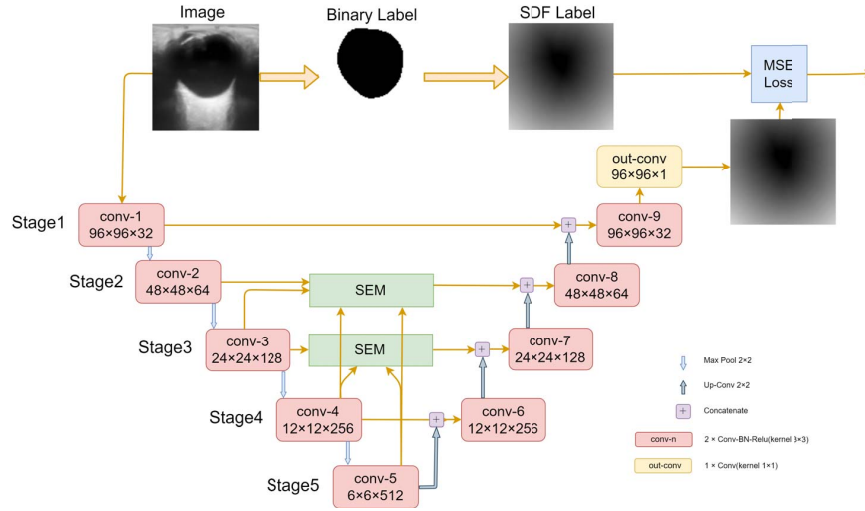 Image
Binary Label
SDF Label
MSE
Loss
out-conv
96×96×1
Stage1
conv-1
96×96×32
conv-9
96×96×32
Stage2
conv-2
48×48×64
SEM
conv-8
48×48×64
Stage3
conv-3
24×24×128
SEM
conv-7
24×24×128
Stage4
conv-4
12×12×256
conv-6
12×12×256
Stage5
conv-5
6×6×512
Max Pool 2×2
Up-Conv 2×2
Concatenate
conv-n
2 × Conv-BN-Relu(kernel 3×3)
out-conv
1 × Conv(kernel 1×1)